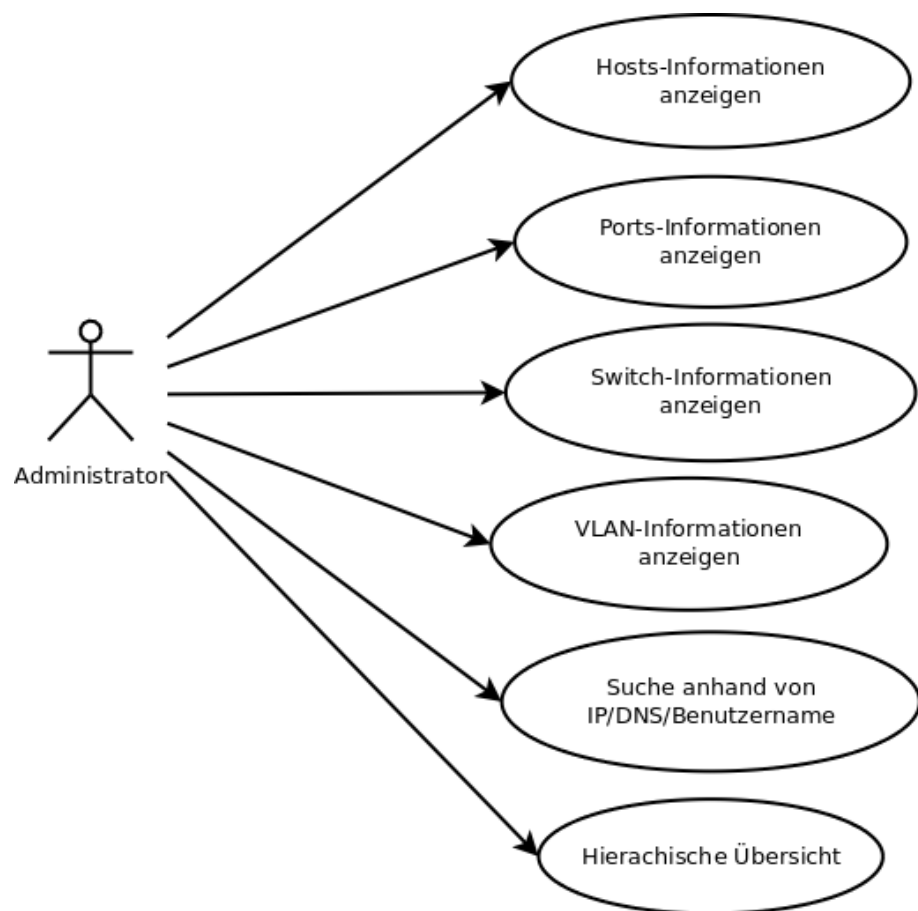 Hosts-Informationen
anzeigen
Ports-Informationen
anzeigen
Switch-Informationen
anzeigen
Administrator
VLAN-Informationen
anzeigen
Suche anhand von
IP/DNS/Benutzername
Hierachische Übersicht